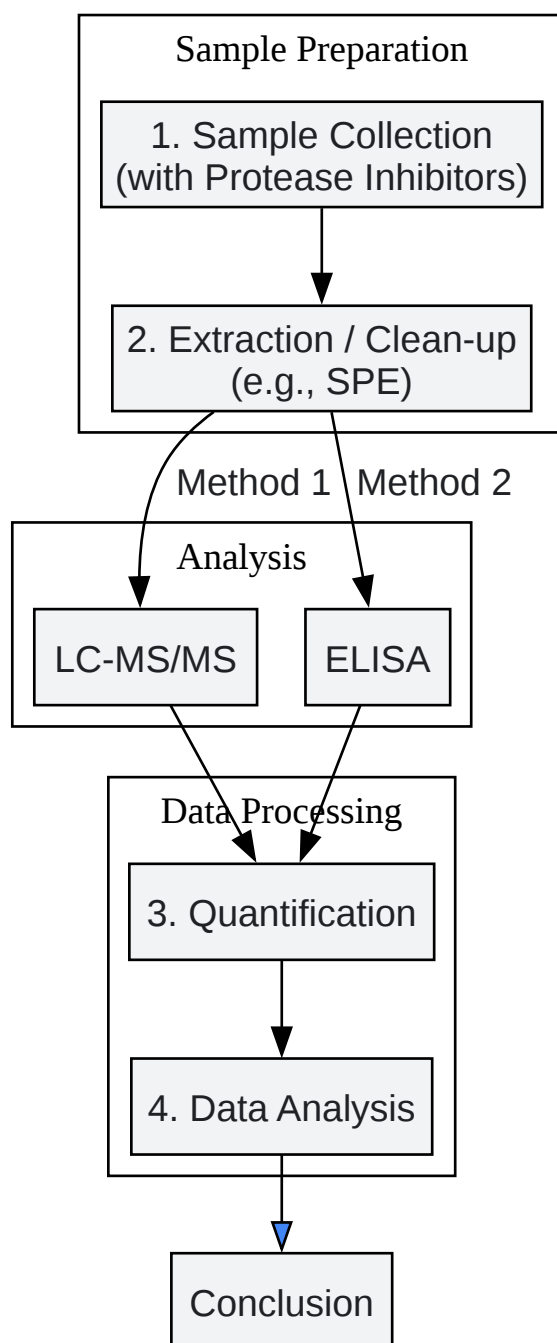 Sample Preparation
1. Sample Collection
(with Protease Inhibitors)
2. Extraction / Clean-up
(e.g., SPE)
Method 1
Method 2
Analysis
LC-MS/MS
ELISA
Data Processing
3. Quantification
4. Data Analysis
Conclusion